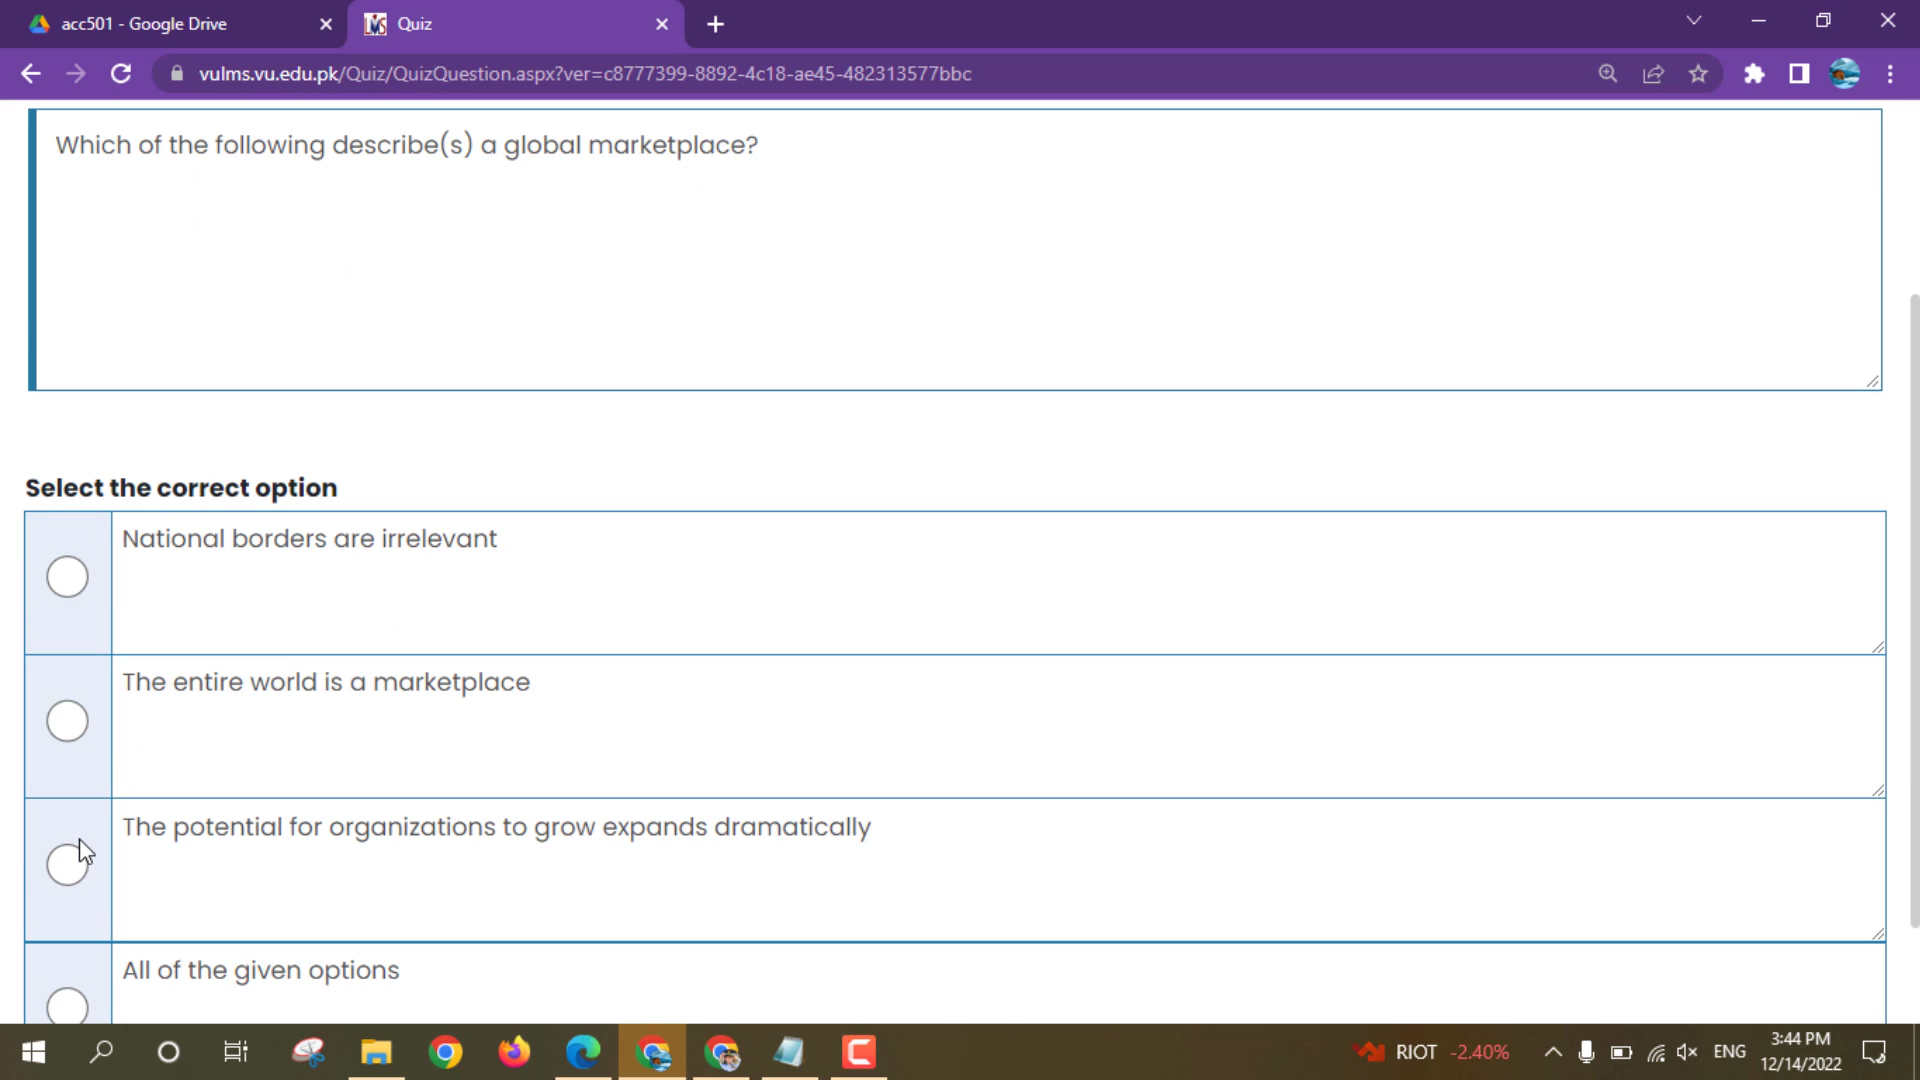 acc501 - Google Drive
Quiz
vulms.vu.edu.pk/Quiz/QuizQuestion.aspx?ver=c8777399-8892-4c18-ae45-482313577bbc
Which of the following describe(s) a global marketplace?
Select the correct option
National borders are irrelevant
The entire world is a marketplace
The potential for organizations to grow expands dramatically
All of the given options
RIOT -2.40%
ENG
3:44 PM
12/14/2022